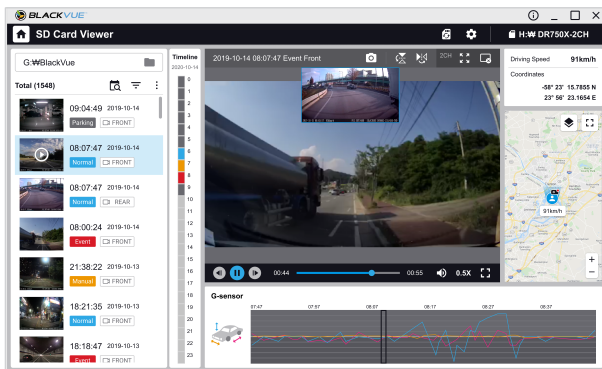 BLACKVUE
SD Card Viewer
H:₩ DR750X-2CH
G:₩BlackVue
Total (1548)
09:04:49 2019-10-14
Parking FRONT
08:07:47 2019-10-14
Normal FRONT
08:07:47 2019-10-14
Normal REAR
08:00:24 2019-10-14
Event FRONT
21:38:22 2019-10-13
Manual FRONT
18:21:35 2019-10-13
Normal FRONT
18:18:47 2019-10-13
Event FRONT
Timeline
2020-10-14
0
1
2
3
4
5
6
7
8
9
10
11
12
13
14
15
16
17
18
19
20
21
22
23
2019-10-14 08:07:47 Event Front
2CH
00:44
00:55
0.5X
Driving Speed 91km/h
Coordinates
-58° 23' 15.7855 N
23° 56' 23.1654 E
91km/h
+
−
G-sensor
07:47 07:57 08:07 08:17 08:27 08:37